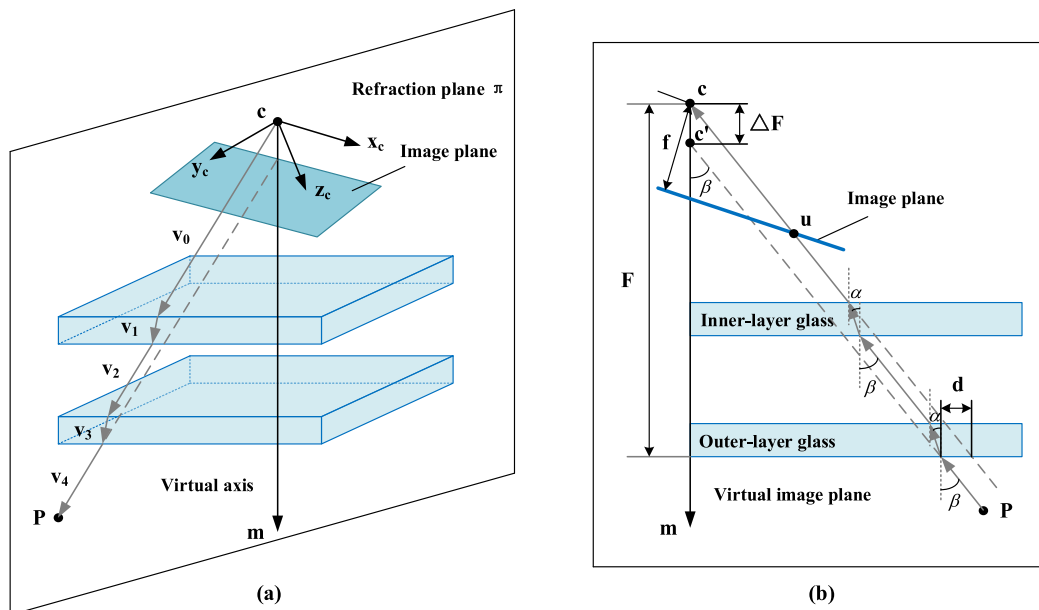 Refraction plane π
c
x_c
Image plane
y_c
z_c
v_0
v_1
v_2
v_3
v_4
Virtual axis
P
m
(a)
c
△F
f
c'
β
Image plane
u
F
α
Inner-layer glass
β
d
α
Outer-layer glass
β
Virtual image plane
P
m
(b)